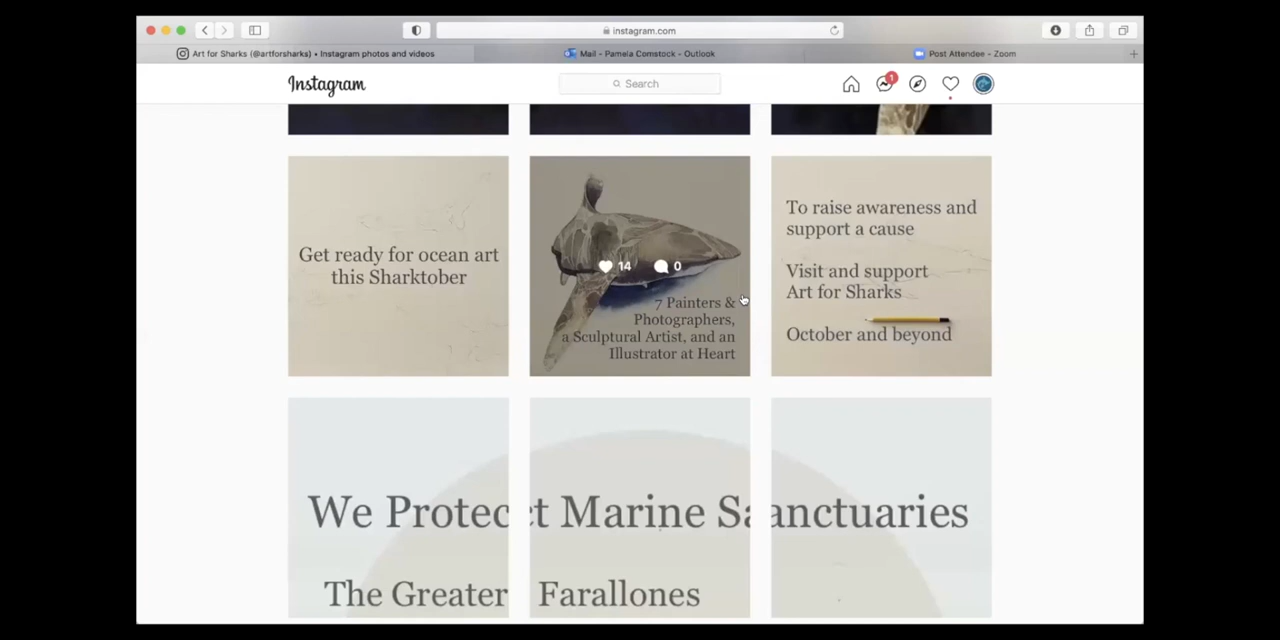 instagram.com
Art for Sharks (@artforsharks) • Instagram photos and videos
Mail - Pamela Comstock - Outlook
Post Attendee - Zoom
Instagram
Search
1
Get ready for ocean art
this Sharktober
14
0
7 Painters &
Photographers,
a Sculptural Artist, and an
Illustrator at Heart
To raise awareness and
support a cause
Visit and support
Art for Sharks
October and beyond
We Protecct Marine Saanctuaries
The Greater Farallones